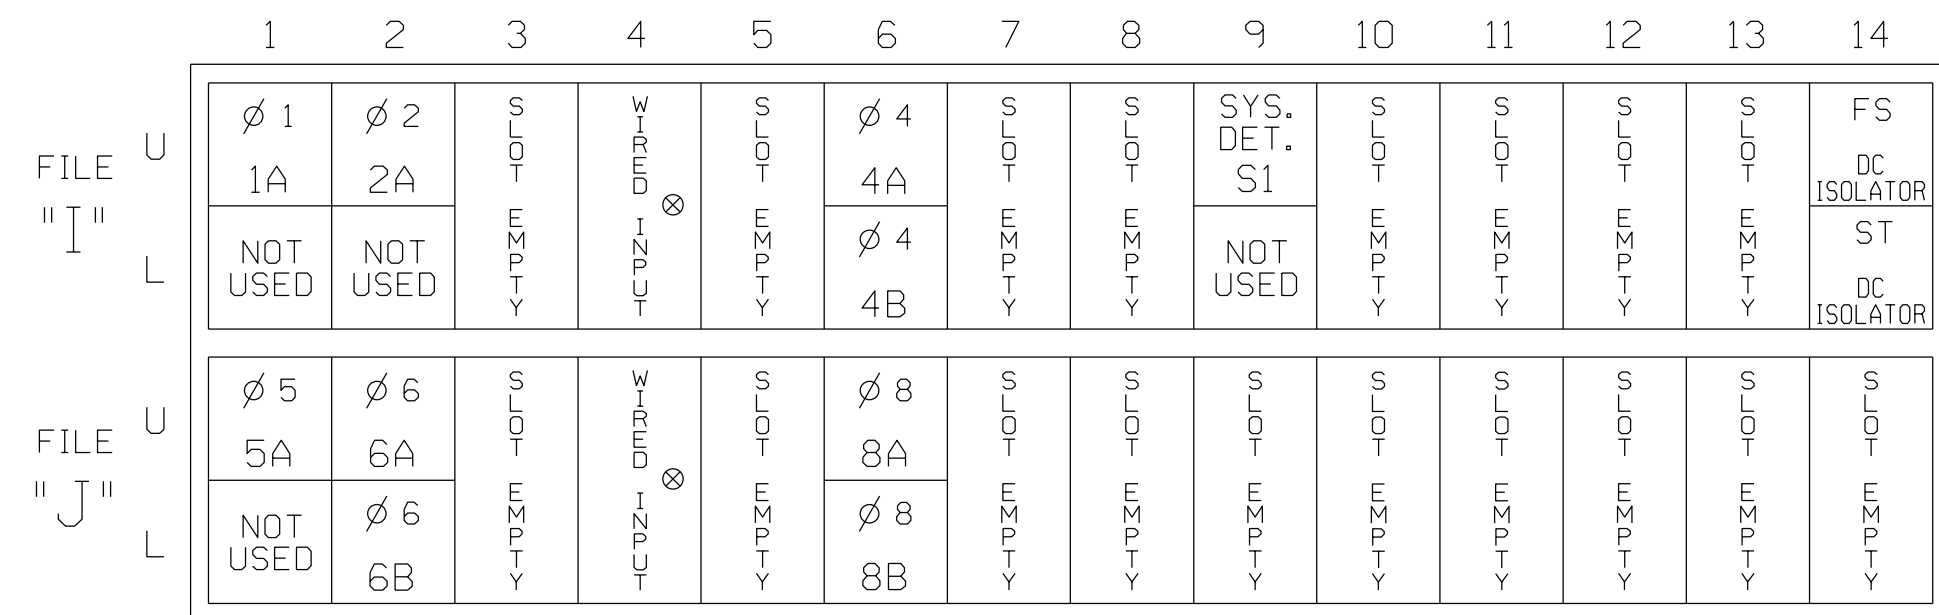 1 2 3 4 5 6 7 8 9 10 11 12 13 14
FILE "I"
U
L
Ø 1
1A
NOT USED
Ø 2
2A
NOT USED
SLOT EMPTY
WIRED INPUT
SLOT EMPTY
Ø 4
4A
Ø 4
4B
SLOT EMPTY
SLOT EMPTY
SYS.
DET.
S1
NOT USED
SLOT EMPTY
SLOT EMPTY
SLOT EMPTY
SLOT EMPTY
FS
DC
ISOLATOR
ST
DC
ISOLATOR
FILE "J"
U
L
Ø 5
5A
NOT USED
Ø 6
6A
Ø 6
6B
SLOT EMPTY
WIRED INPUT
SLOT EMPTY
Ø 8
8A
Ø 8
8B
SLOT EMPTY
SLOT EMPTY
SLOT EMPTY
SLOT EMPTY
SLOT EMPTY
SLOT EMPTY
SLOT EMPTY
SLOT EMPTY